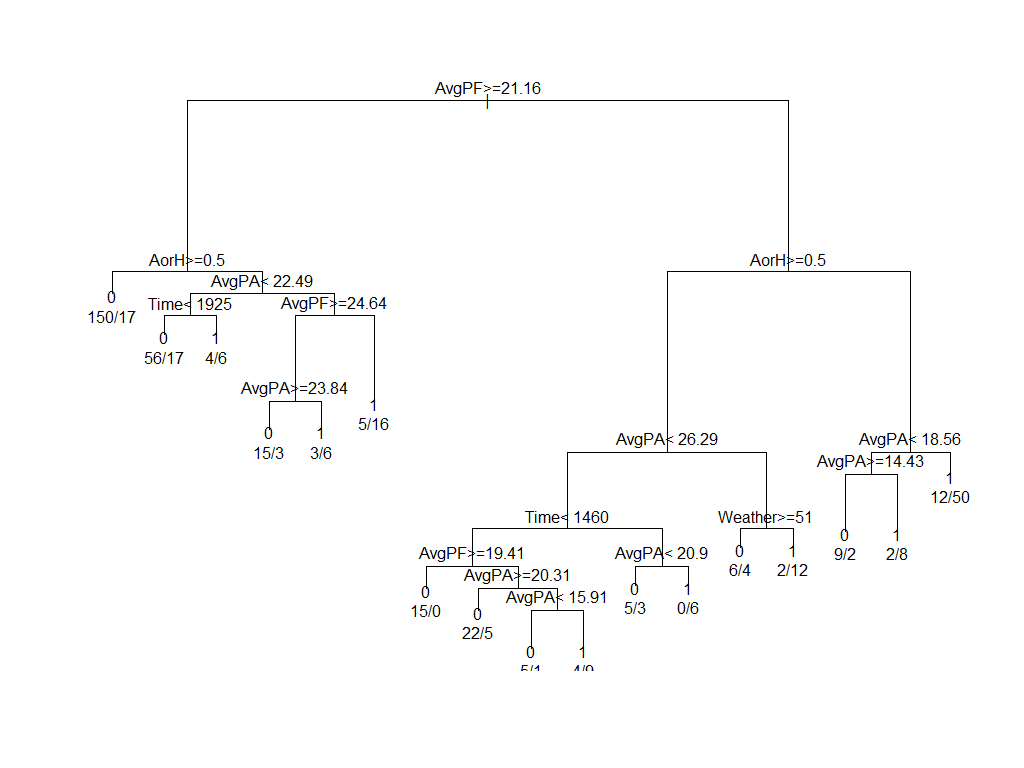 AvgPF>=21.16
AorH>=0.5
AorH>=0.5
AvgPA< 22.49
0
150/17
Time< 1925
AvgPF>=24.64
0
56/17
1
4/6
AvgPA>=23.84
1
5/16
0
15/3
1
3/6
AvgPA< 26.29
AvgPA< 18.56
AvgPA>=14.43
1
12/50
Time< 1460
Weather>=51
0
9/2
1
2/8
AvgPF>=19.41
AvgPA< 20.9
0
6/4
1
2/12
AvgPA>=20.31
0
15/0
AvgPA< 15.91
0
5/3
1
0/6
0
22/5
0
1